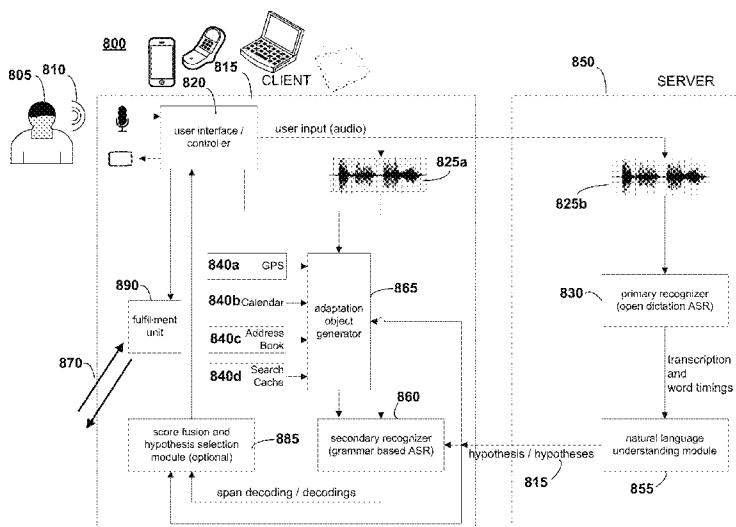 800
805
810
820
815
CLIENT
850
SERVER
user interface /
controller
user input (audio)
825a
825b
840a GPS
840b Calendar
840c Address
Book
840d Search
Cache
adaptation
object
generator
865
890
fulfillment
unit
870
830
primary recognizer
(open dictation ASR)
transcription
and
word timings
860
score fusion and
hypothesis selection
module (optional)
885
secondary recognizer
(grammar based ASR)
hypothesis / hypotheses
815
natural language
understanding module
855
span decoding / decodings